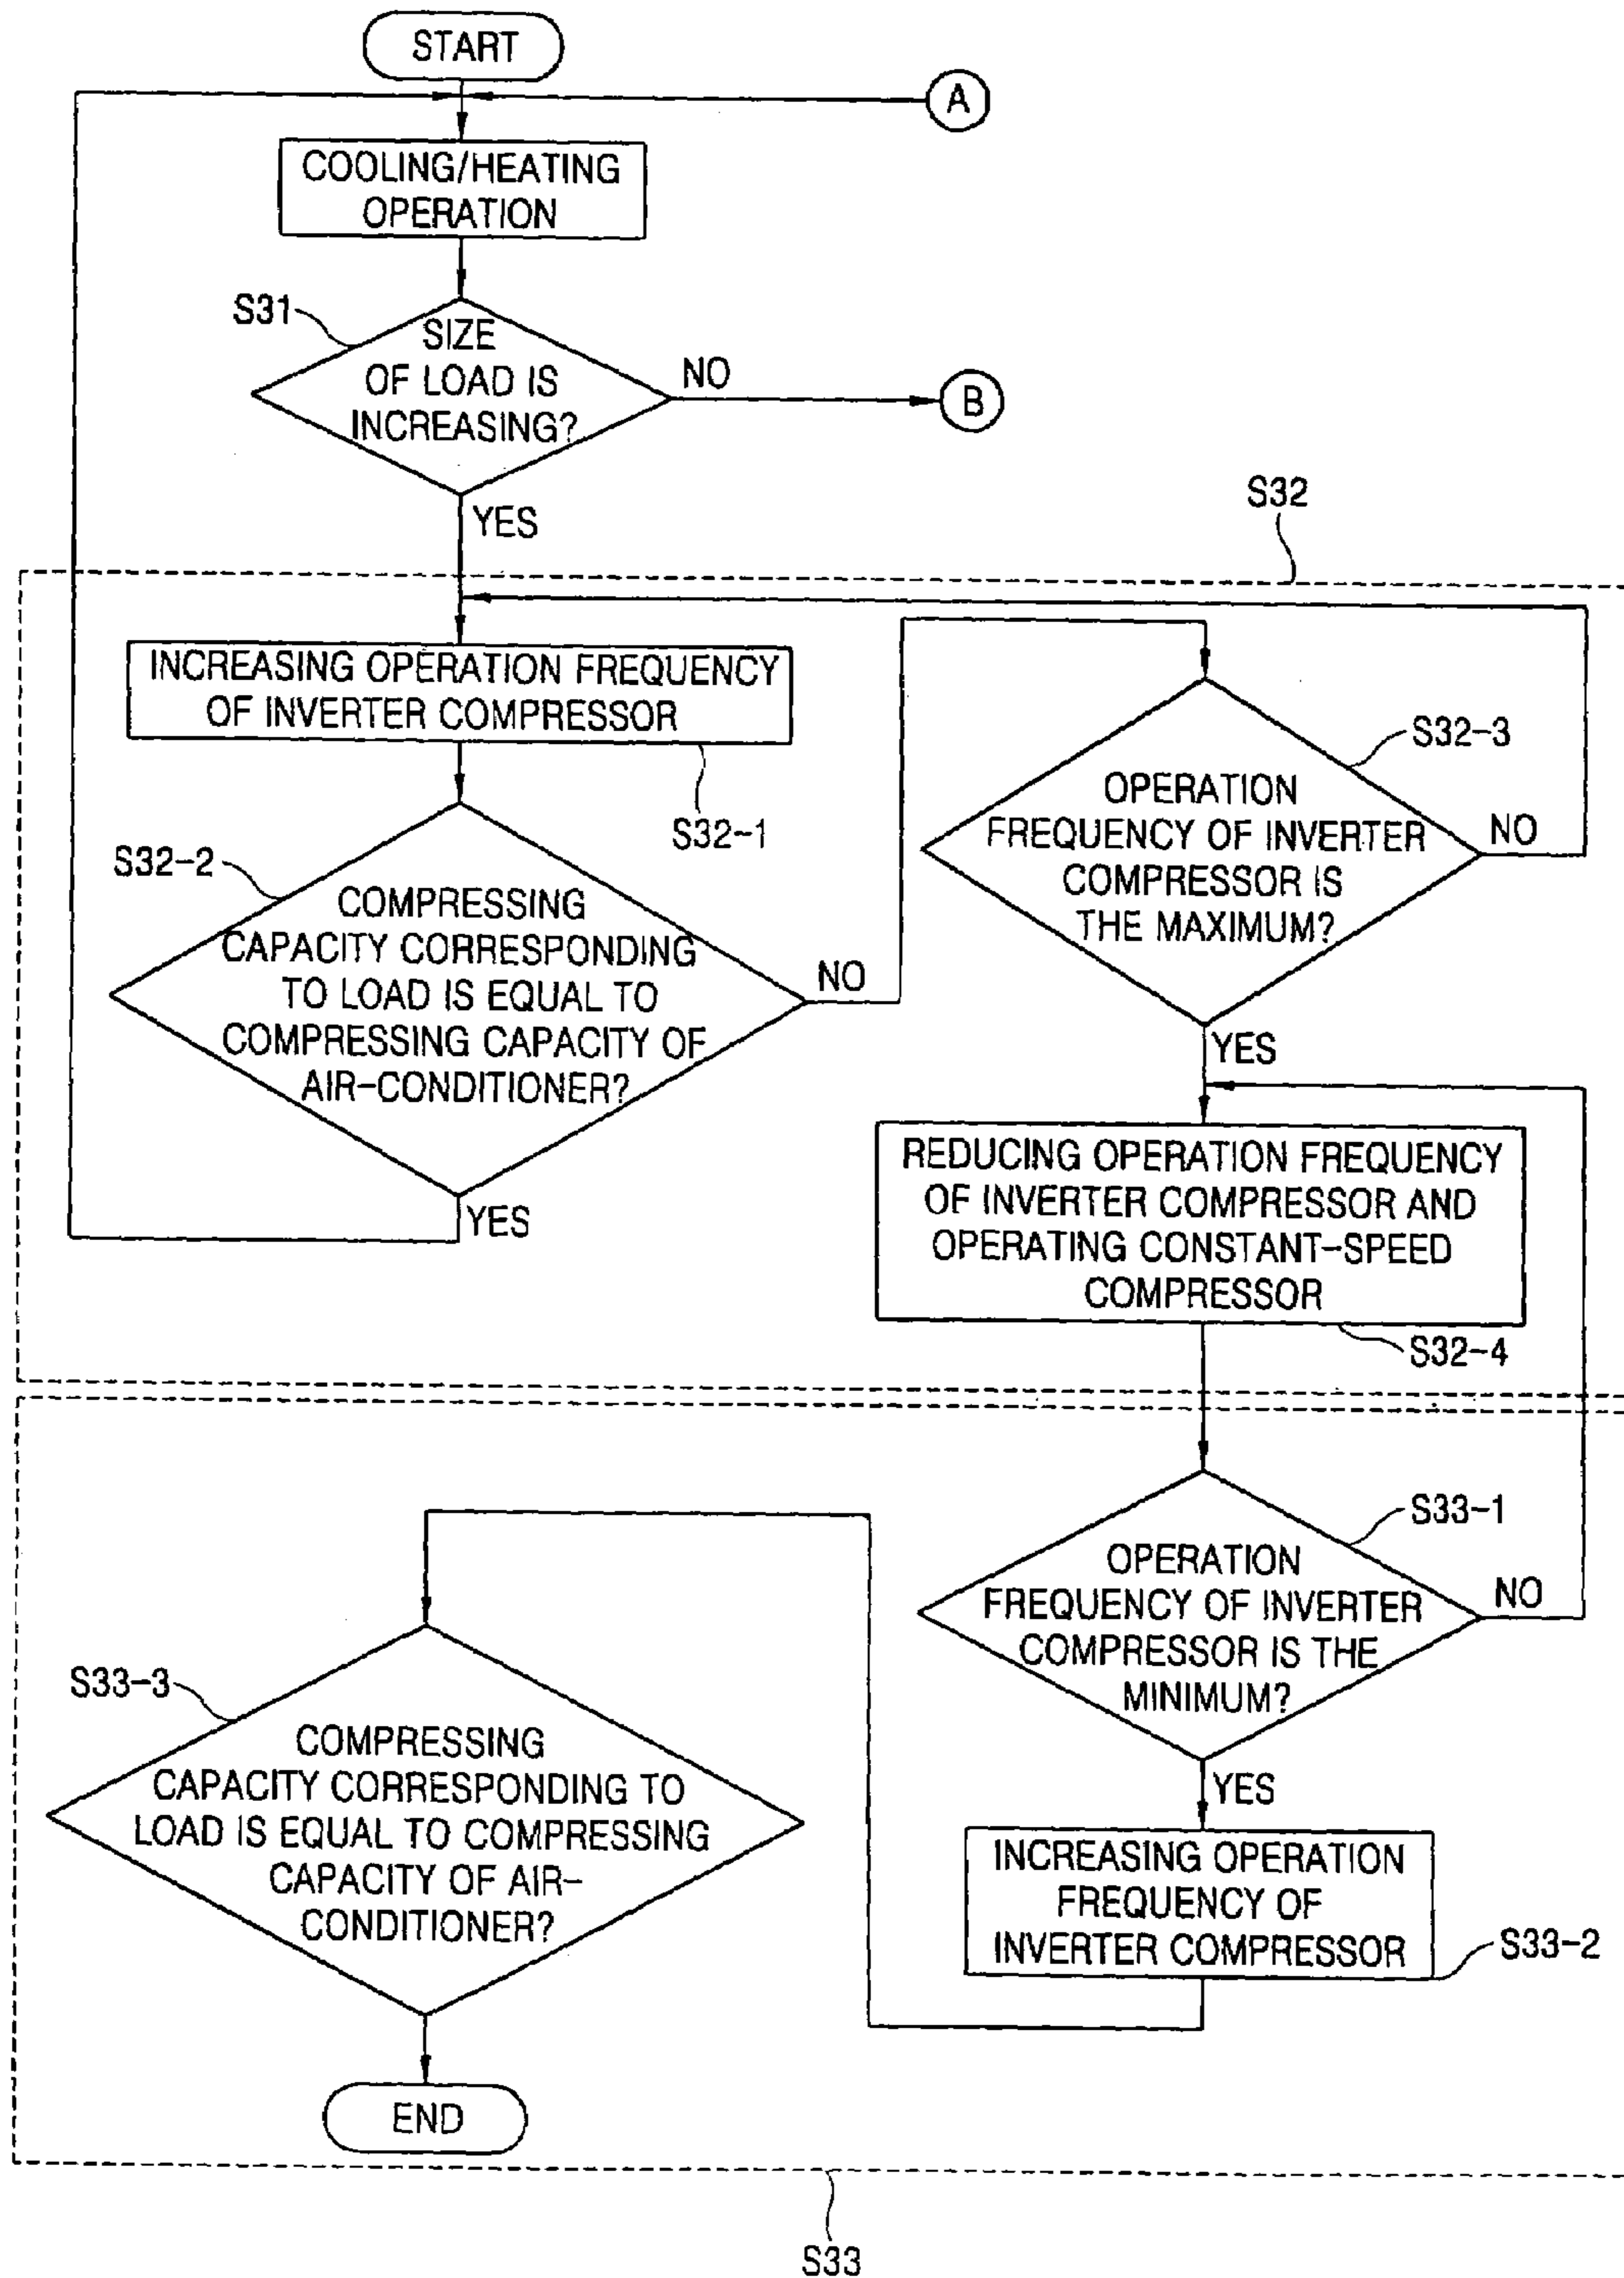 START
A
COOLING/HEATING
OPERATION
S31
SIZE
OF LOAD IS
INCREASING?
NO
B
YES
S32
INCREASING OPERATION FREQUENCY
OF INVERTER COMPRESSOR
S32-1
S32-2
COMPRESSING
CAPACITY CORRESPONDING
TO LOAD IS EQUAL TO
COMPRESSING CAPACITY OF
AIR-CONDITIONER?
NO
YES
S32-3
OPERATION
FREQUENCY OF INVERTER
COMPRESSOR IS
THE MAXIMUM?
NO
YES
REDUCING OPERATION FREQUENCY
OF INVERTER COMPRESSOR AND
OPERATING CONSTANT-SPEED
COMPRESSOR
S32-4
S33-1
OPERATION
FREQUENCY OF INVERTER
COMPRESSOR IS THE
MINIMUM?
NO
YES
INCREASING OPERATION
FREQUENCY OF
INVERTER COMPRESSOR
S33-2
S33-3
COMPRESSING
CAPACITY CORRESPONDING TO
LOAD IS EQUAL TO COMPRESSING
CAPACITY OF AIR-
CONDITIONER?
END
S33